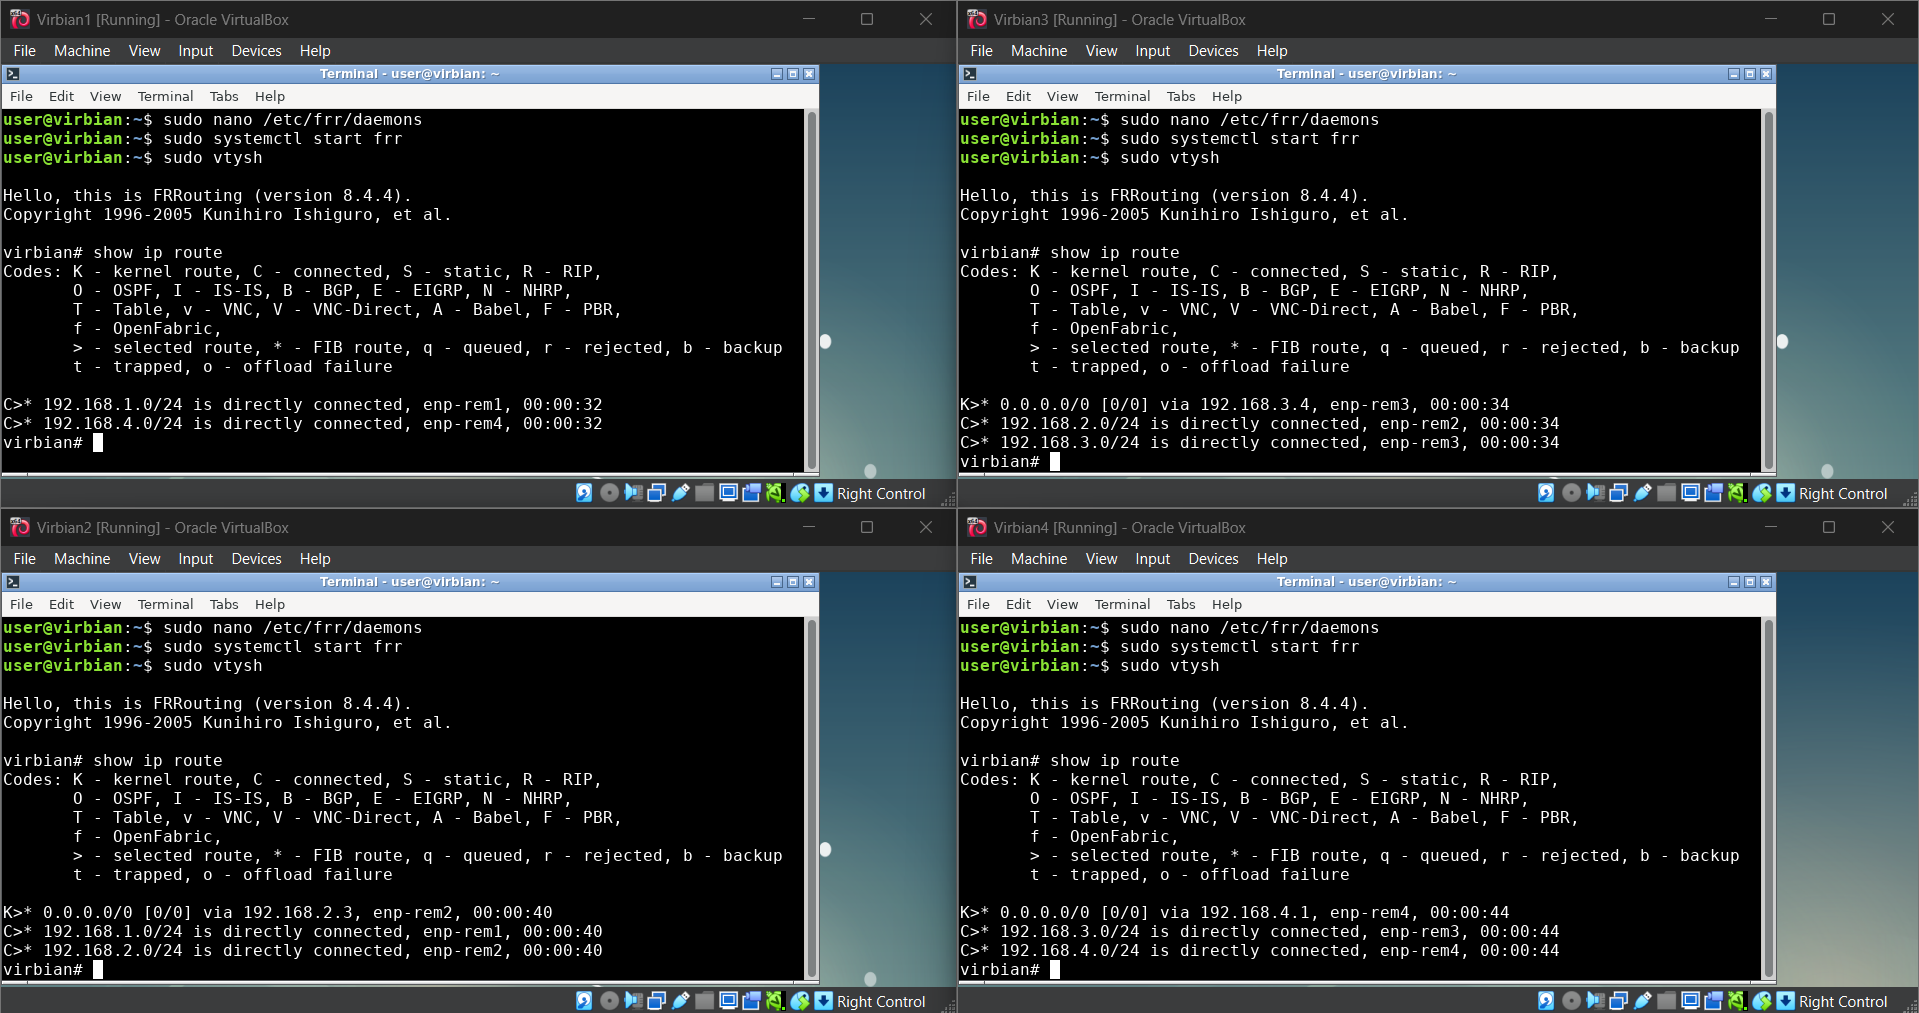 Virbian1 [Running] - Oracle VirtualBox
File Machine View Input Devices Help
Terminal - user@virbian: ~
File Edit View Terminal Tabs Help
user@virbian:~$ sudo nano /etc/frr/daemons
user@virbian:~$ sudo systemctl start frr
user@virbian:~$ sudo vtysh
Hello, this is FRRouting (version 8.4.4).
Copyright 1996-2005 Kunihiro Ishiguro, et al.
virbian# show ip route
Codes: K - kernel route, C - connected, S - static, R - RIP,
O - OSPF, I - IS-IS, B - BGP, E - EIGRP, N - NHRP,
T - Table, v - VNC, V - VNC-Direct, A - Babel, F - PBR,
f - OpenFabric,
> - selected route, * - FIB route, q - queued, r - rejected, b - backup
t - trapped, o - offload failure
C>* 192.168.1.0/24 is directly connected, enp-rem1, 00:00:32
C>* 192.168.4.0/24 is directly connected, enp-rem4, 00:00:32
virbian#
Right Control
Virbian3 [Running] - Oracle VirtualBox
File Machine View Input Devices Help
Terminal - user@virbian: ~
File Edit View Terminal Tabs Help
user@virbian:~$ sudo nano /etc/frr/daemons
user@virbian:~$ sudo systemctl start frr
user@virbian:~$ sudo vtysh
Hello, this is FRRouting (version 8.4.4).
Copyright 1996-2005 Kunihiro Ishiguro, et al.
virbian# show ip route
Codes: K - kernel route, C - connected, S - static, R - RIP,
O - OSPF, I - IS-IS, B - BGP, E - EIGRP, N - NHRP,
T - Table, v - VNC, V - VNC-Direct, A - Babel, F - PBR,
f - OpenFabric,
> - selected route, * - FIB route, q - queued, r - rejected, b - backup
t - trapped, o - offload failure
K>* 0.0.0.0/0 [0/0] via 192.168.3.4, enp-rem3, 00:00:34
C>* 192.168.2.0/24 is directly connected, enp-rem2, 00:00:34
C>* 192.168.3.0/24 is directly connected, enp-rem3, 00:00:34
virbian#
Right Control
Virbian2 [Running] - Oracle VirtualBox
File Machine View Input Devices Help
Terminal - user@virbian: ~
File Edit View Terminal Tabs Help
user@virbian:~$ sudo nano /etc/frr/daemons
user@virbian:~$ sudo systemctl start frr
user@virbian:~$ sudo vtysh
Hello, this is FRRouting (version 8.4.4).
Copyright 1996-2005 Kunihiro Ishiguro, et al.
virbian# show ip route
Codes: K - kernel route, C - connected, S - static, R - RIP,
O - OSPF, I - IS-IS, B - BGP, E - EIGRP, N - NHRP,
T - Table, v - VNC, V - VNC-Direct, A - Babel, F - PBR,
f - OpenFabric,
> - selected route, * - FIB route, q - queued, r - rejected, b - backup
t - trapped, o - offload failure
K>* 0.0.0.0/0 [0/0] via 192.168.2.3, enp-rem2, 00:00:40
C>* 192.168.1.0/24 is directly connected, enp-rem1, 00:00:40
C>* 192.168.2.0/24 is directly connected, enp-rem2, 00:00:40
virbian#
Right Control
Virbian4 [Running] - Oracle VirtualBox
File Machine View Input Devices Help
Terminal - user@virbian: ~
File Edit View Terminal Tabs Help
user@virbian:~$ sudo nano /etc/frr/daemons
user@virbian:~$ sudo systemctl start frr
user@virbian:~$ sudo vtysh
Hello, this is FRRouting (version 8.4.4).
Copyright 1996-2005 Kunihiro Ishiguro, et al.
virbian# show ip route
Codes: K - kernel route, C - connected, S - static, R - RIP,
O - OSPF, I - IS-IS, B - BGP, E - EIGRP, N - NHRP,
T - Table, v - VNC, V - VNC-Direct, A - Babel, F - PBR,
f - OpenFabric,
> - selected route, * - FIB route, q - queued, r - rejected, b - backup
t - trapped, o - offload failure
K>* 0.0.0.0/0 [0/0] via 192.168.4.1, enp-rem4, 00:00:44
C>* 192.168.3.0/24 is directly connected, enp-rem3, 00:00:44
C>* 192.168.4.0/24 is directly connected, enp-rem4, 00:00:44
virbian#
Right Control